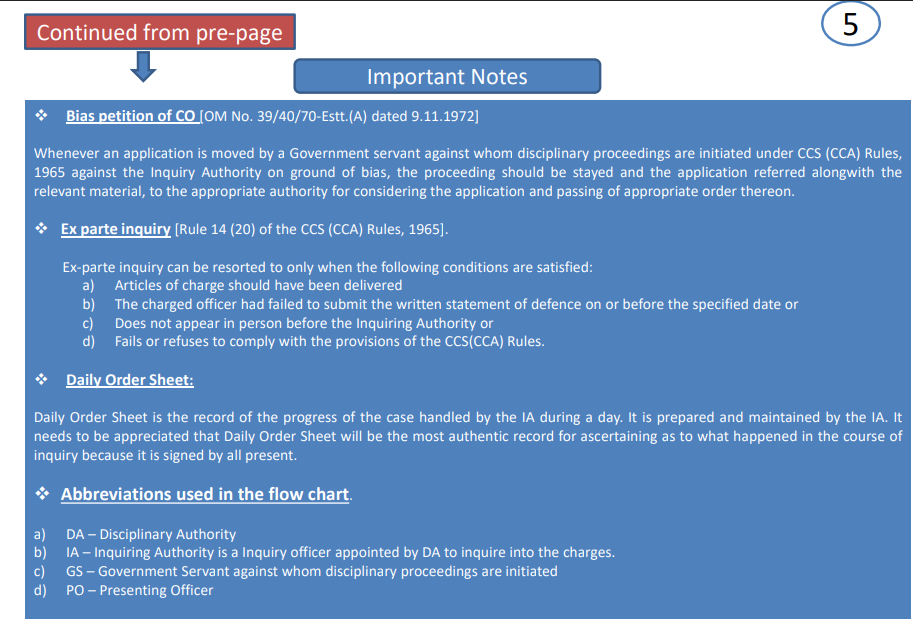 Continued from pre-page
5
Important Notes
❖ Bias petition of CO [OM No. 39/40/70-Estt.(A) dated 9.11.1972]
Whenever an application is moved by a Government servant against whom disciplinary proceedings are initiated under CCS (CCA) Rules,
1965 against the Inquiry Authority on ground of bias, the proceeding should be stayed and the application referred alongwith the
relevant material, to the appropriate authority for considering the application and passing of appropriate order thereon.
❖ Ex parte inquiry [Rule 14 (20) of the CCS (CCA) Rules, 1965].
Ex-parte inquiry can be resorted to only when the following conditions are satisfied:
a) Articles of charge should have been delivered
b) The charged officer had failed to submit the written statement of defence on or before the specified date or
c) Does not appear in person before the Inquiring Authority or
d) Fails or refuses to comply with the provisions of the CCS(CCA) Rules.
❖ Daily Order Sheet:
Daily Order Sheet is the record of the progress of the case handled by the IA during a day. It is prepared and maintained by the IA. It
needs to be appreciated that Daily Order Sheet will be the most authentic record for ascertaining as to what happened in the course of
inquiry because it is signed by all present.
❖ Abbreviations used in the flow chart.
a) DA – Disciplinary Authority
b) IA – Inquiring Authority is a Inquiry officer appointed by DA to inquire into the charges.
c) GS – Government Servant against whom disciplinary proceedings are initiated
d) PO – Presenting Officer